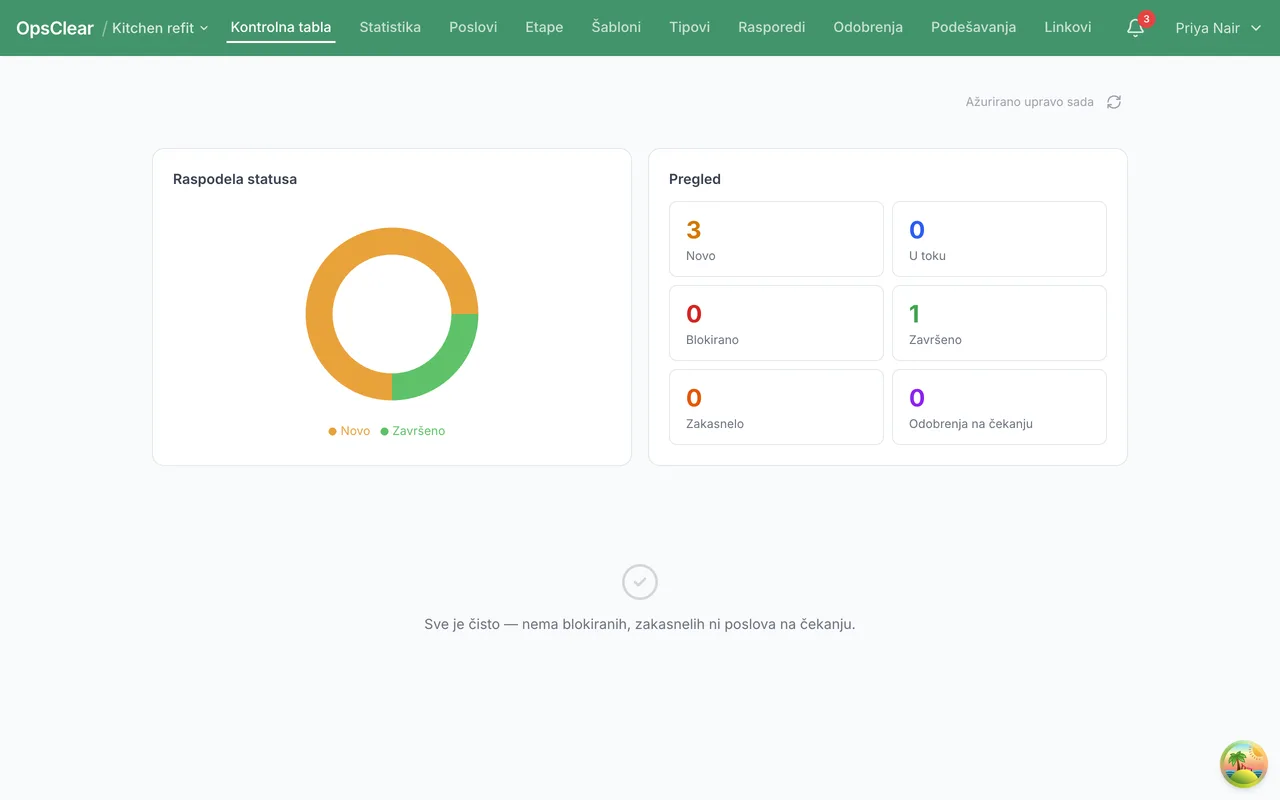 OpsClear / Kitchen refit Kontrolna tabla Statistika Poslovi Etape Šabloni Tipovi Rasporedi Odobrenja Podešavanja Linkovi 3 Priya Nair
Ažurirano upravo sada
Raspodela statusa
Novo Završeno
Pregled
3
Novo
0
U toku
0
Blokirano
1
Završeno
0
Zakasnelo
0
Odobrenja na čekanju
Sve je čisto — nema blokiranih, zakasnelih ni poslova na čekanju.